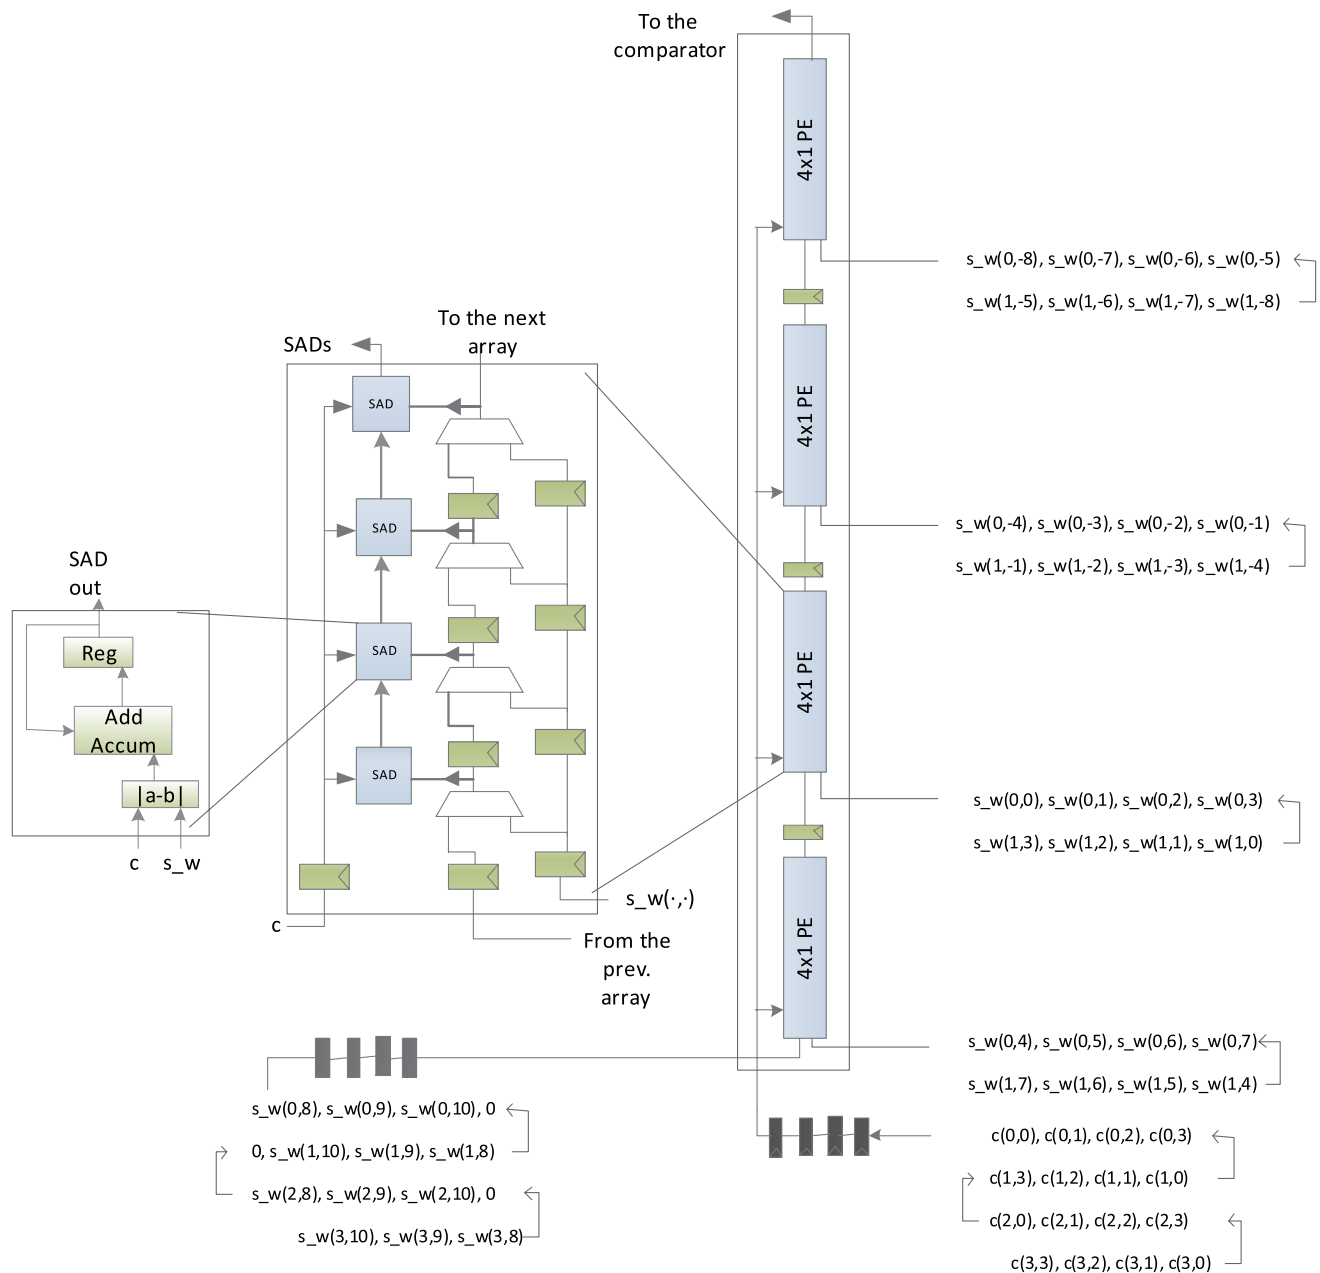 To the
comparator
4x1 PE
s_w(0,-8), s_w(0,-7), s_w(0,-6), s_w(0,-5)
s_w(1,-5), s_w(1,-6), s_w(1,-7), s_w(1,-8)
4x1 PE
s_w(0,-4), s_w(0,-3), s_w(0,-2), s_w(0,-1)
s_w(1,-1), s_w(1,-2), s_w(1,-3), s_w(1,-4)
4x1 PE
s_w(0,0), s_w(0,1), s_w(0,2), s_w(0,3)
s_w(1,3), s_w(1,2), s_w(1,1), s_w(1,0)
4x1 PE
s_w(0,4), s_w(0,5), s_w(0,6), s_w(0,7)
s_w(1,7), s_w(1,6), s_w(1,5), s_w(1,4)
c(0,0), c(0,1), c(0,2), c(0,3)
c(1,3), c(1,2), c(1,1), c(1,0)
c(2,0), c(2,1), c(2,2), c(2,3)
c(3,3), c(3,2), c(3,1), c(3,0)
To the next
array
SADs
SAD
SAD
SAD
SAD
s_w(·,·)
c
From the
prev.
array
SAD
out
Reg
Add
Accum
|a-b|
c
s_w
s_w(0,8), s_w(0,9), s_w(0,10), 0
0, s_w(1,10), s_w(1,9), s_w(1,8)
s_w(2,8), s_w(2,9), s_w(2,10), 0
s_w(3,10), s_w(3,9), s_w(3,8)